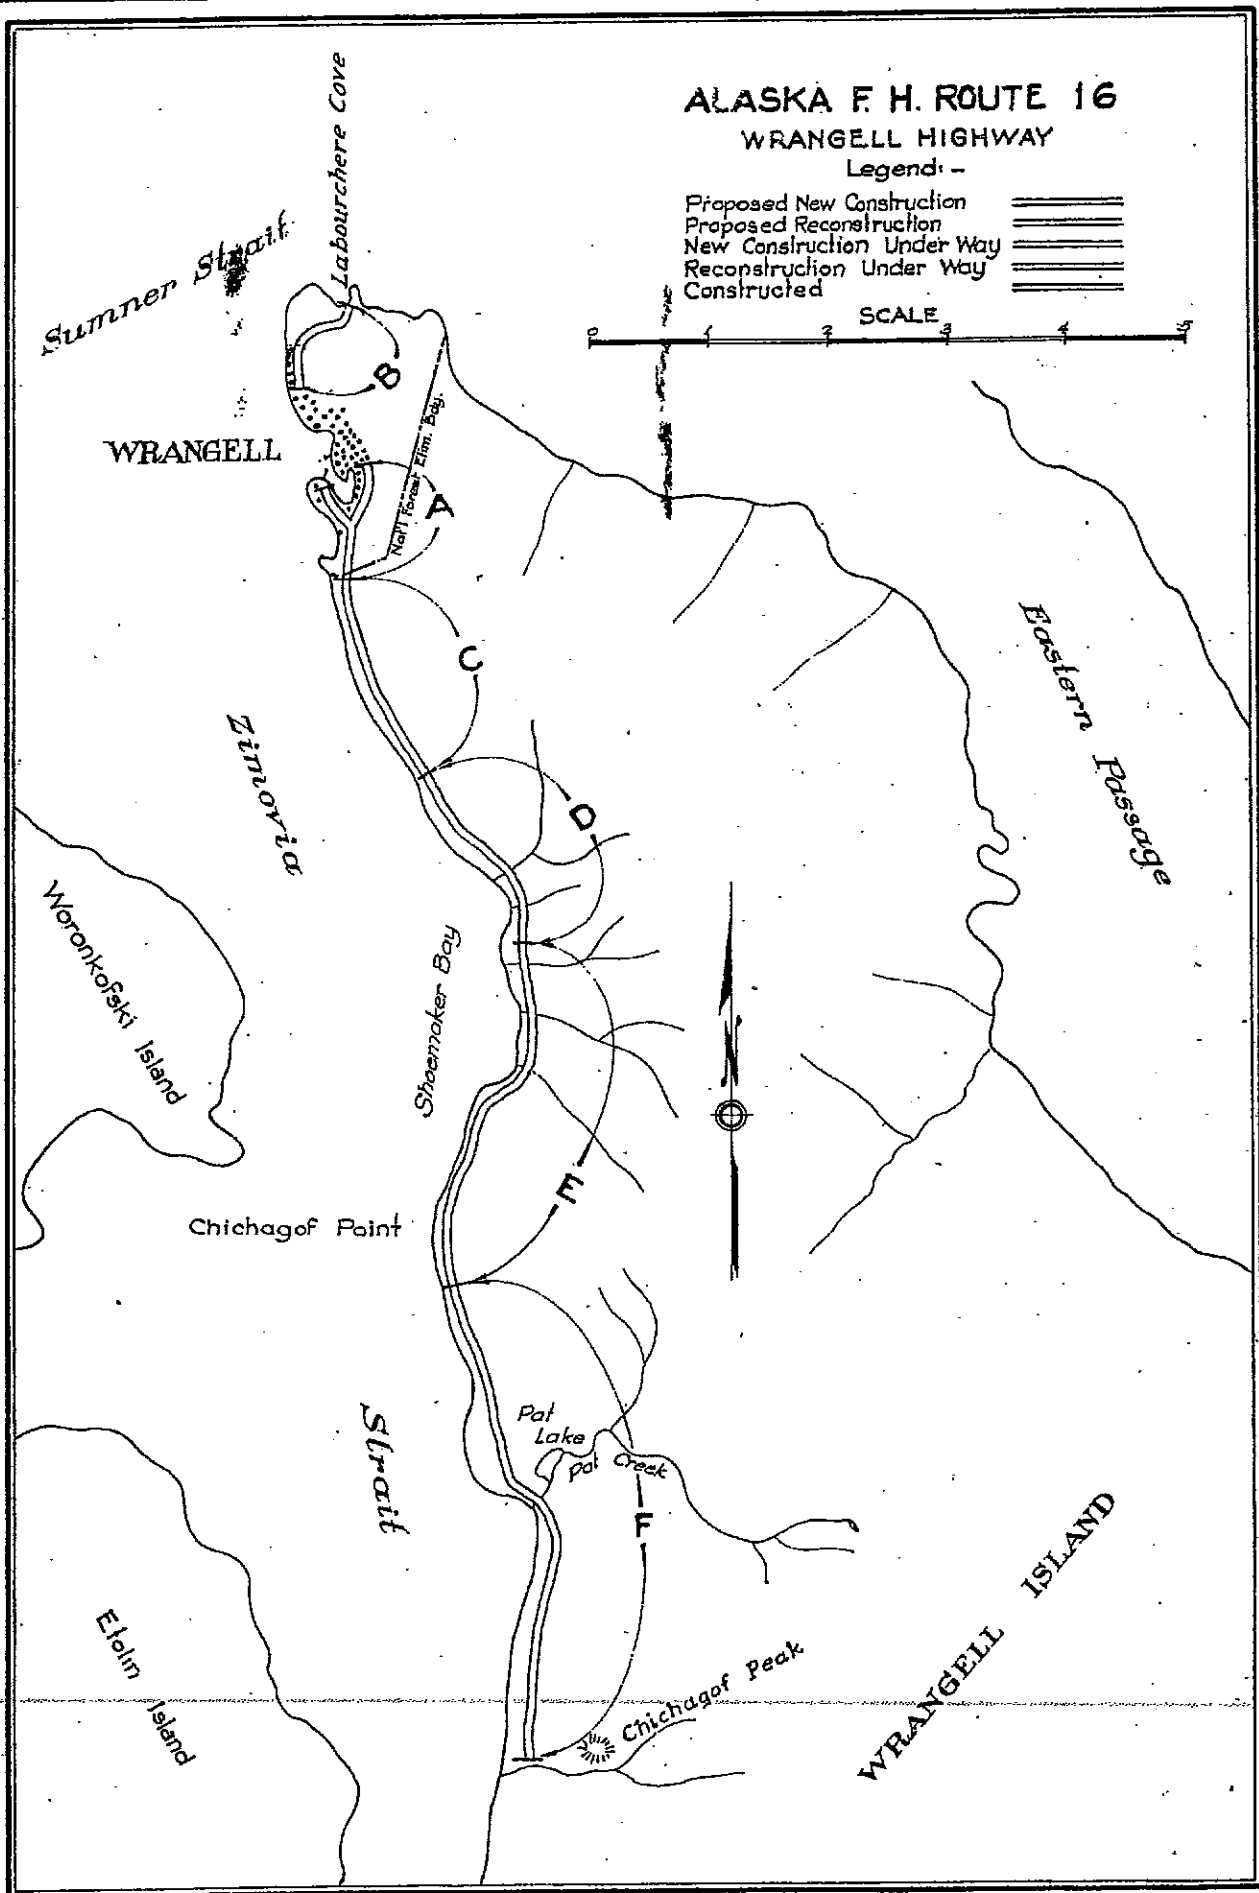 ALASKA F. H. ROUTE 16
WRANGELL HIGHWAY
Legend: -
Proposed New Construction
Proposed Reconstruction
New Construction Under Way
Reconstruction Under Way
Constructed
SCALE
0 1 2 3 4 5
Labourchere Cove
Sumner Strait
B
WRANGELL
Nat'l Forest Elim. Bdy.
A
C
Eastern Passage
Zimovia
D
Woronkofski Island
Shoemaker Bay
N
E
Chichagof Point
Strait
Pat
Lake
Pat Creek
F
WRANGELL ISLAND
Etolin Island
Chichagof Peak